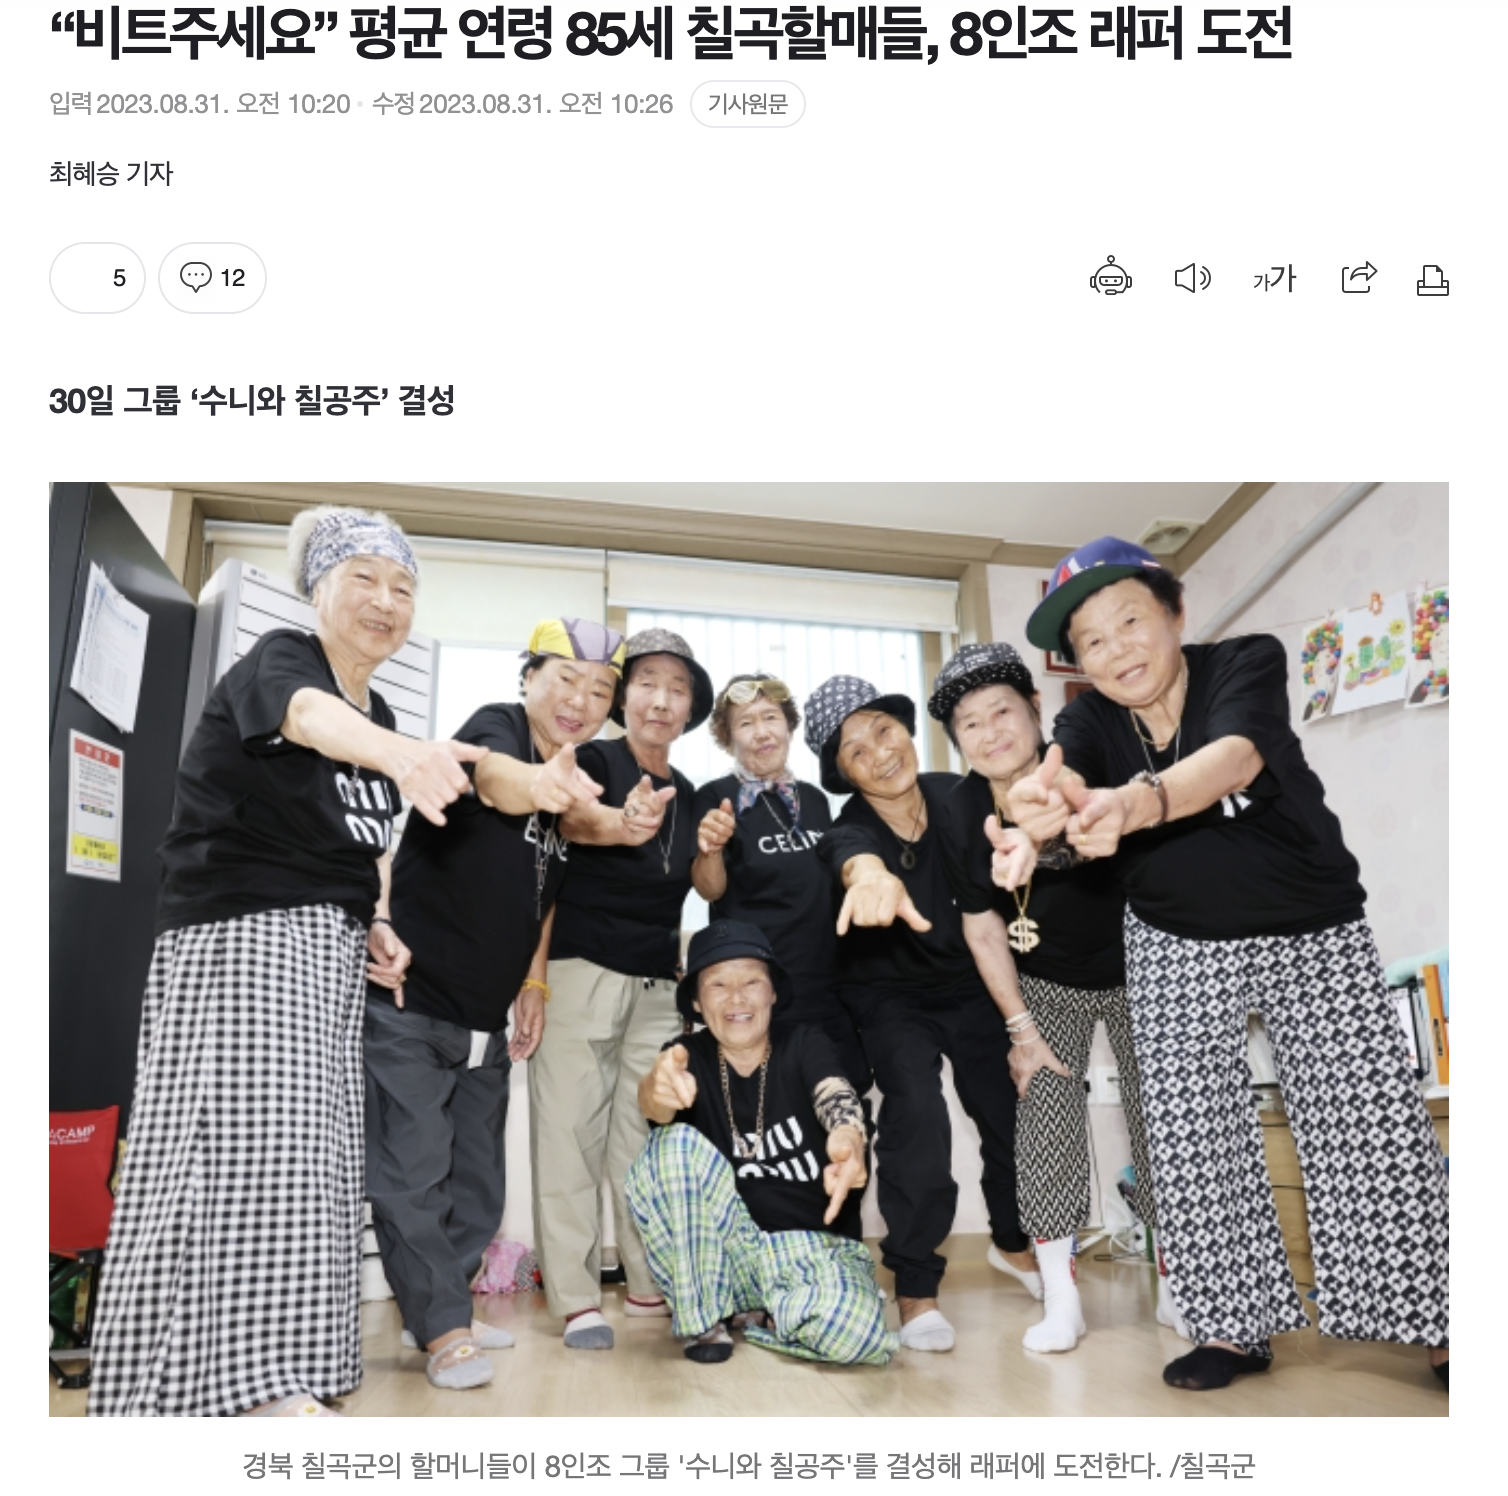 “비트주세요” 평균 연령 85세 칠곡할매들, 8인조 래퍼 도전
입력 2023.08.31. 오전 10:20 · 수정 2023.08.31. 오전 10:26 기사원문
최혜승 기자
5 12 가가
30일 그룹 ‘수니와 칠공주’ 결성
CELIN
$
CAMP
경북 칠곡군의 할머니들이 8인조 그룹 '수니와 칠공주'를 결성해 래퍼에 도전한다. /칠곡군